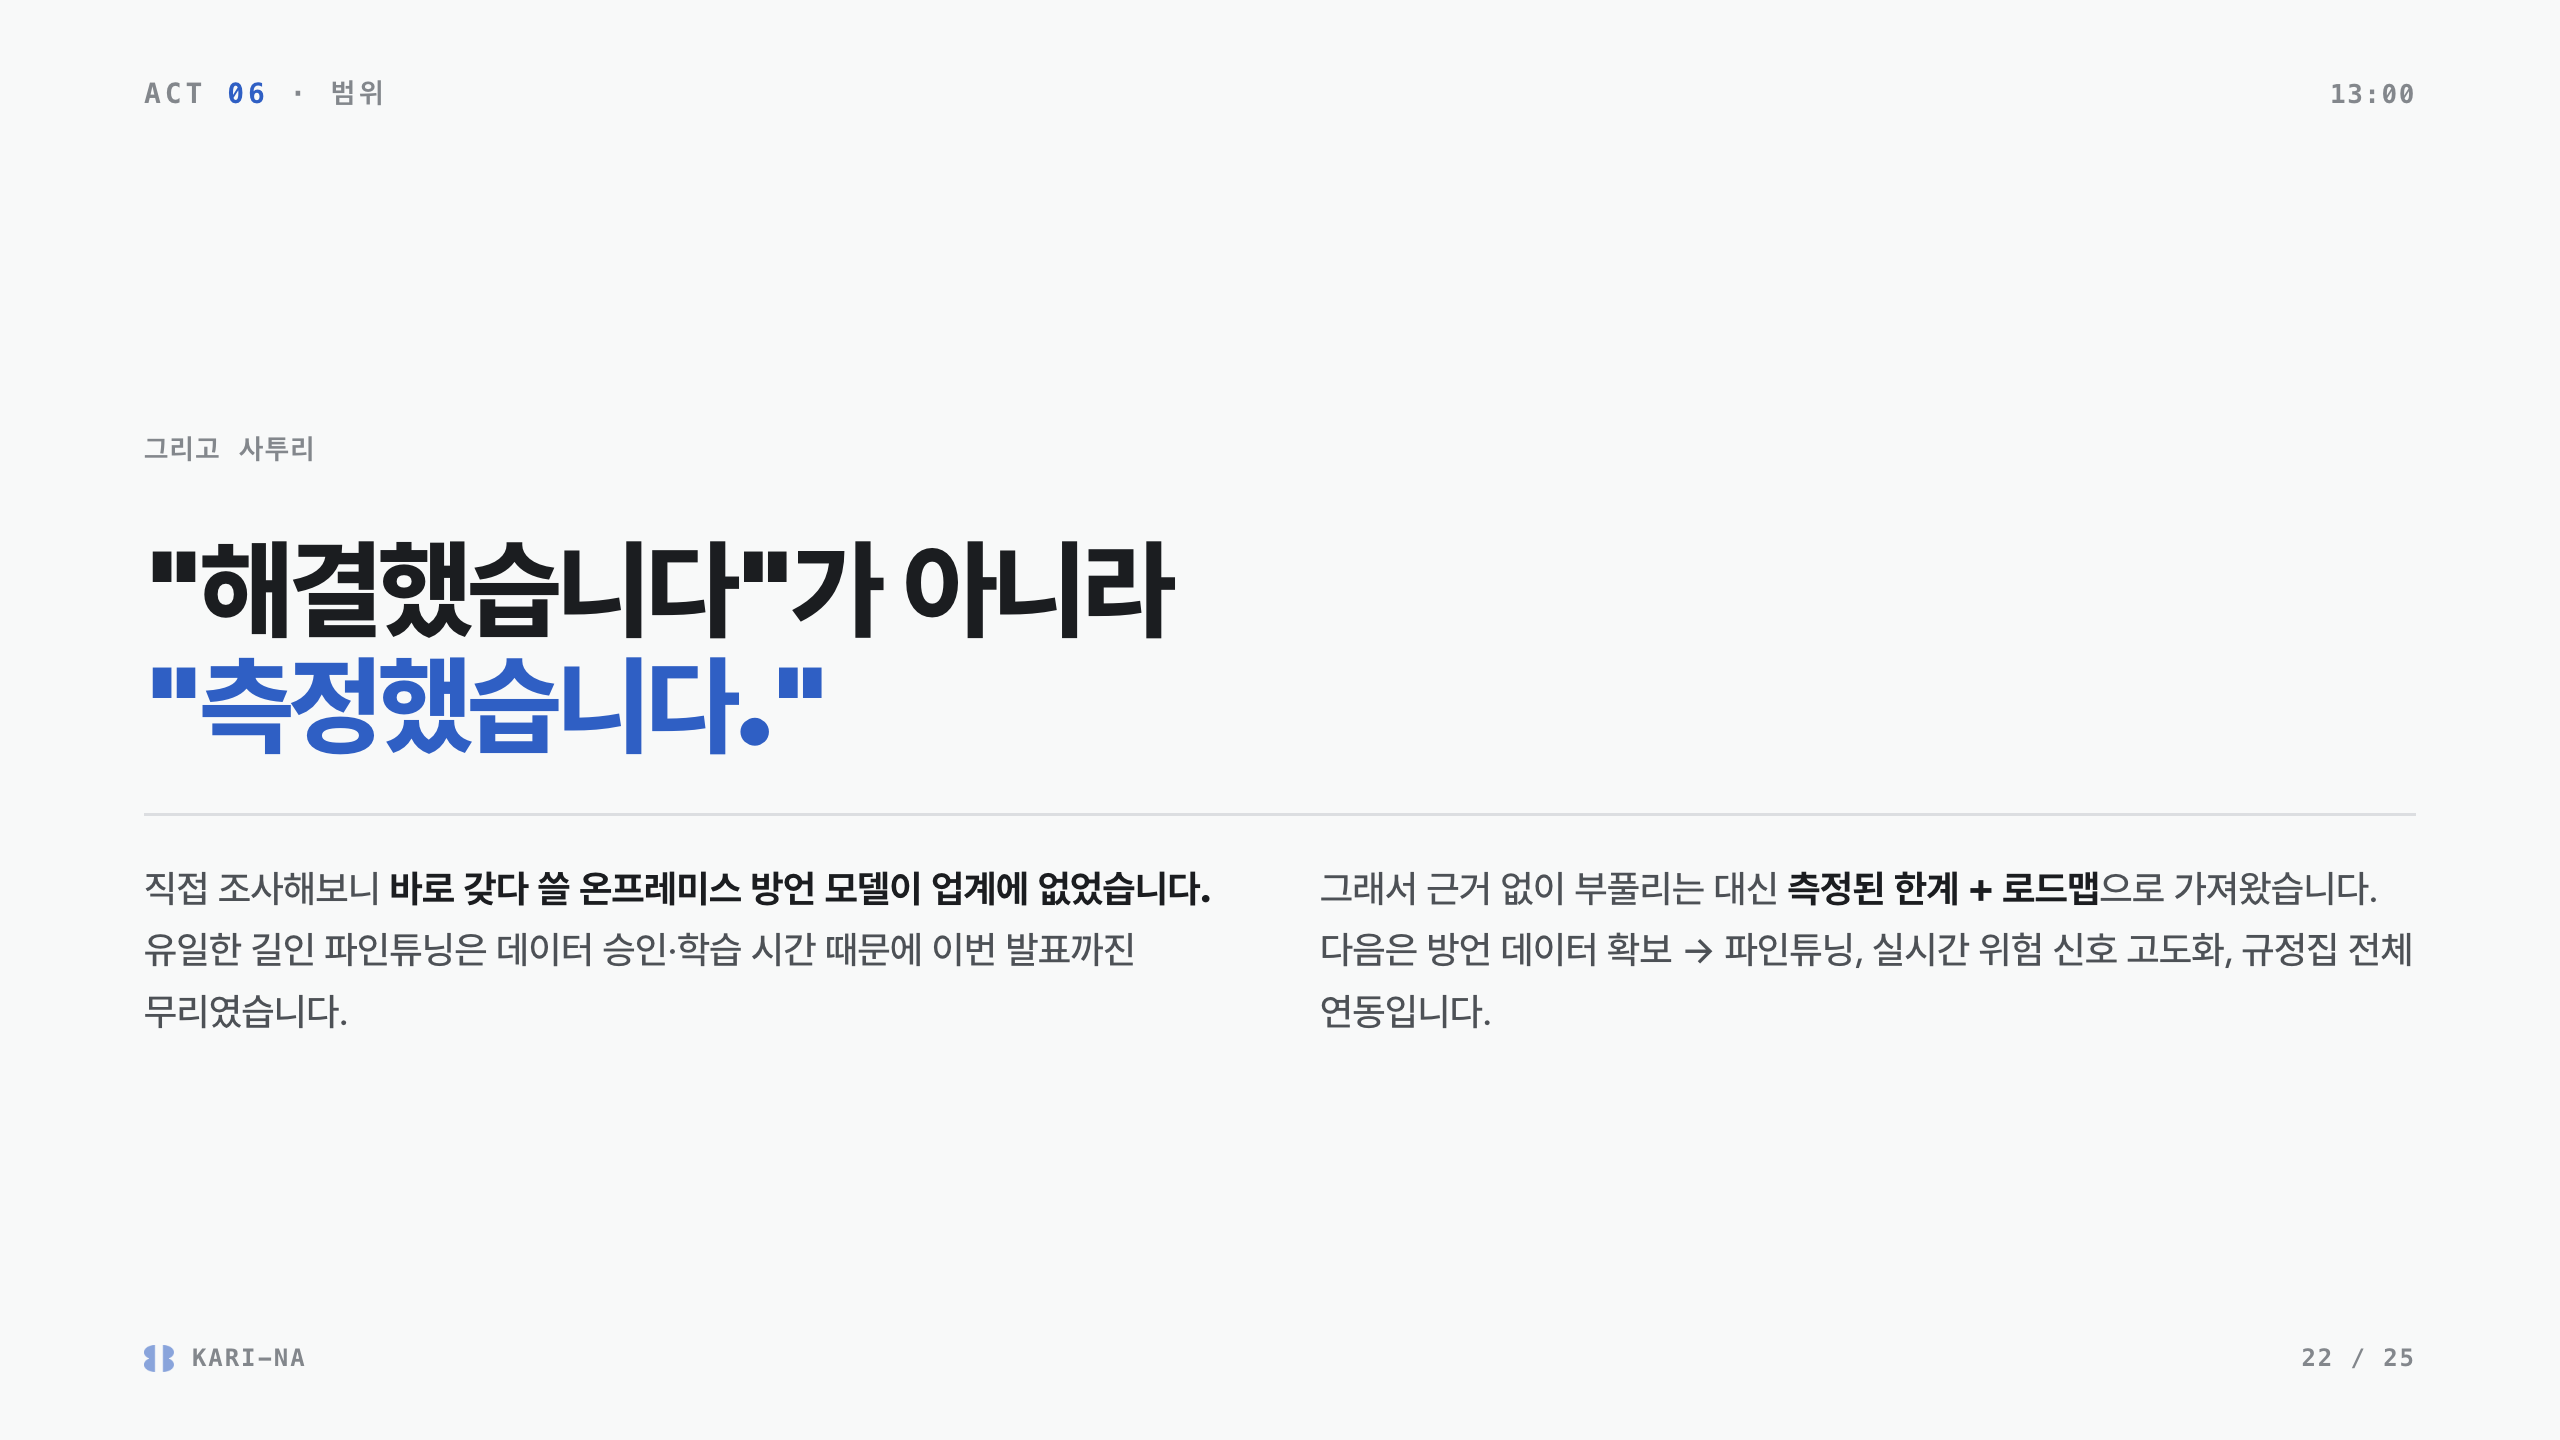 ACT 06 · 범위
13:00
그리고 사투리
"해결했습니다"가 아니라
"측정했습니다."
직접 조사해보니 바로 갖다 쓸 온프레미스 방언 모델이 업계에 없었습니다.
유일한 길인 파인튜닝은 데이터 승인·학습 시간 때문에 이번 발표까진
무리였습니다.
그래서 근거 없이 부풀리는 대신 측정된 한계 + 로드맵으로 가져왔습니다.
다음은 방언 데이터 확보 → 파인튜닝, 실시간 위험 신호 고도화, 규정집 전체
연동입니다.
KARI-NA
22 / 25